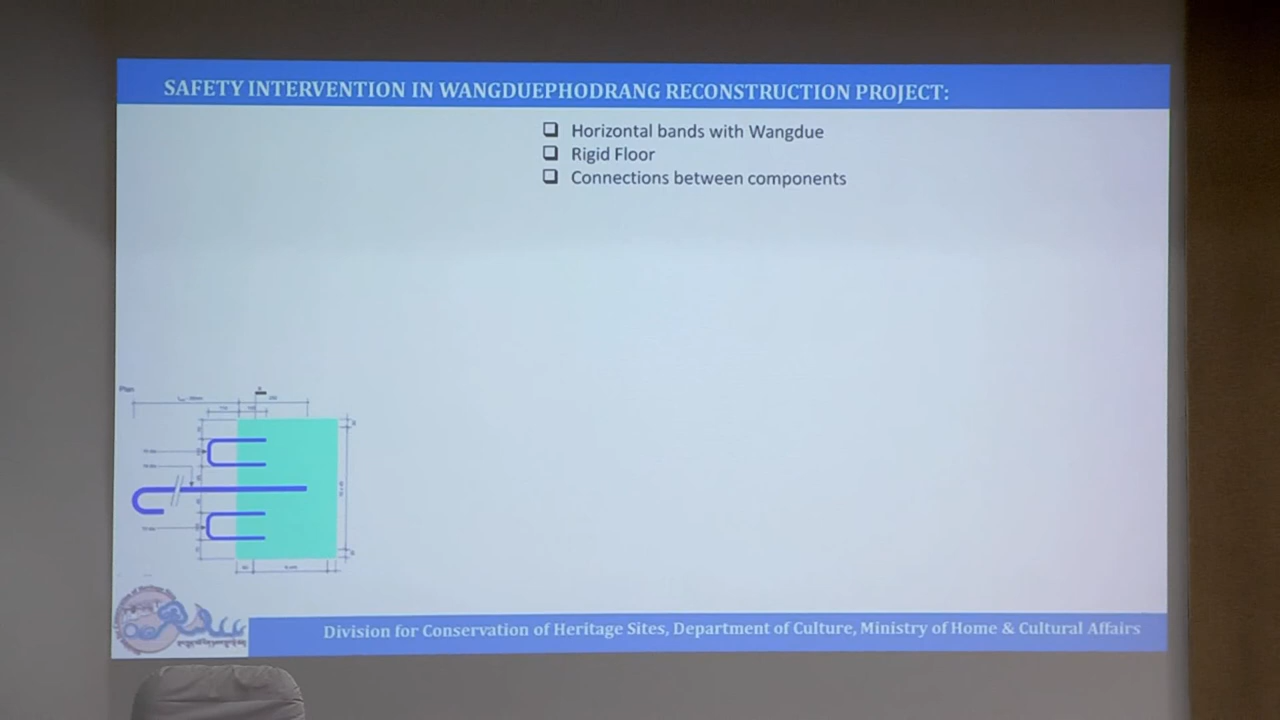 SAFETY INTERVENTION IN WANGDUEPHODRANG RECONSTRUCTION PROJECT:
Horizontal bands with Wangdue
Rigid Floor
Connections between components
Plan
Division for Conservation of Heritage Sites, Department of Culture, Ministry of Home & Cultural Affairs